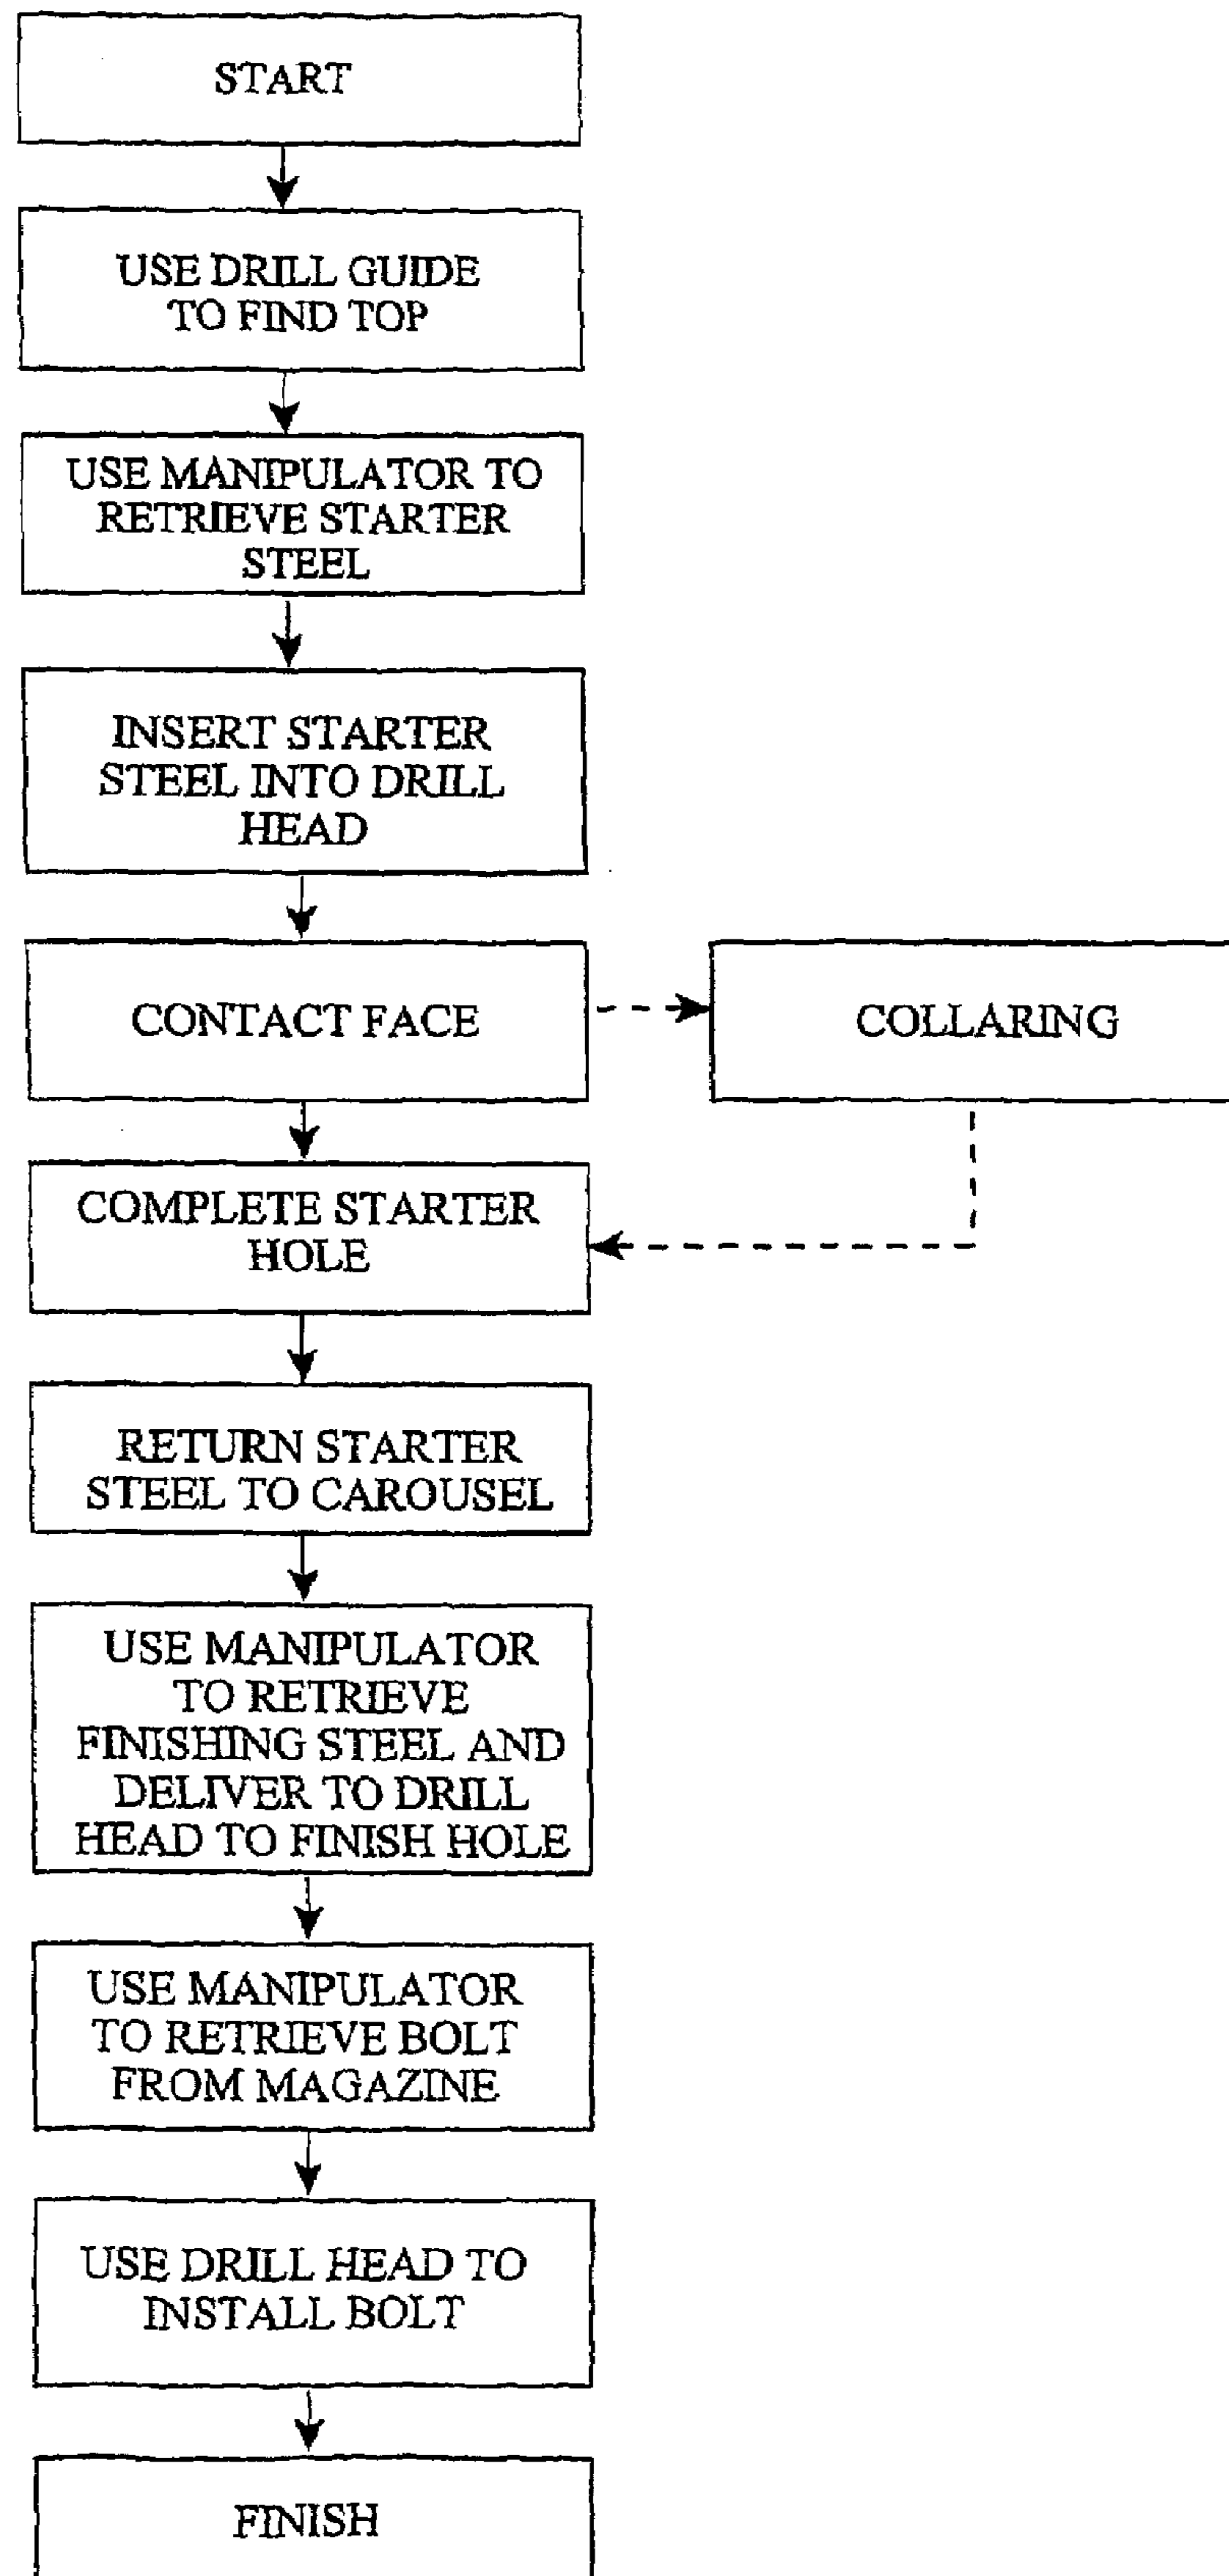 START
USE DRILL GUIDE
TO FIND TOP
USE MANIPULATOR TO
RETRIEVE STARTER
STEEL
INSERT STARTER
STEEL INTO DRILL
HEAD
CONTACT FACE
COLLARING
COMPLETE STARTER
HOLE
RETURN STARTER
STEEL TO CAROUSEL
USE MANIPULATOR
TO RETRIEVE
FINISHING STEEL AND
DELIVER TO DRILL
HEAD TO FINISH HOLE
USE MANIPULATOR
TO RETRIEVE BOLT
FROM MAGAZINE
USE DRILL HEAD TO
INSTALL BOLT
FINISH